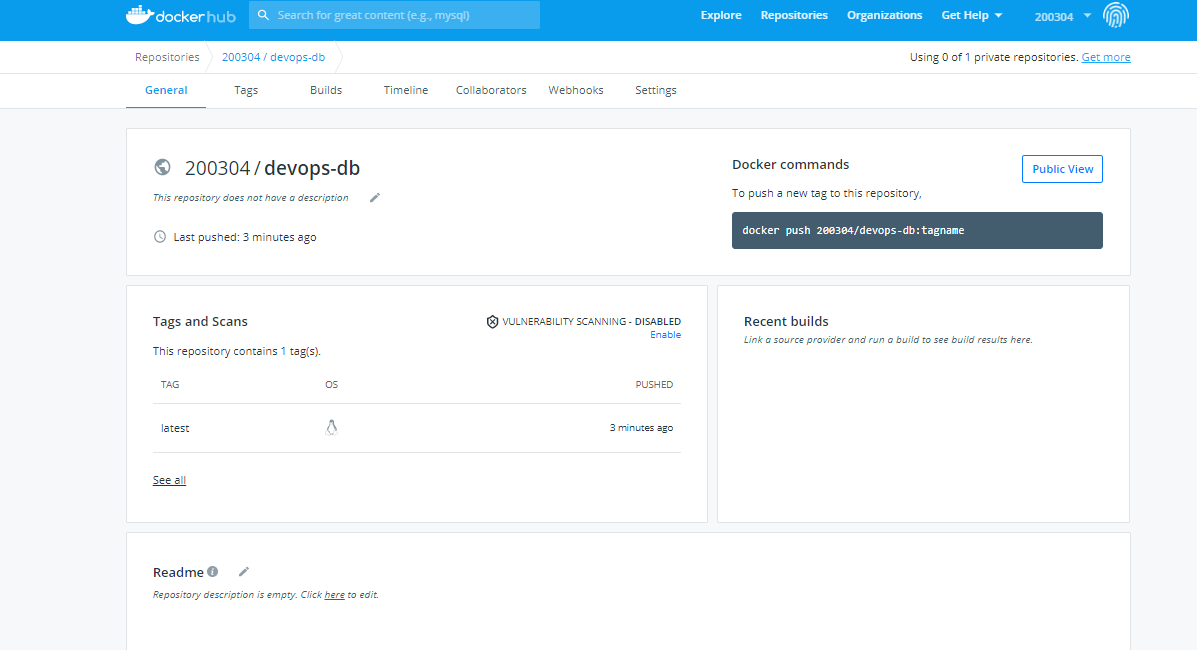 docker hub
Search for great content (e.g., mysql)
Explore
Repositories
Organizations
Get Help
200304
Repositories
200304 / devops-db
Using 0 of 1 private repositories. Get more
General
Tags
Builds
Timeline
Collaborators
Webhooks
Settings
200304 / devops-db
This repository does not have a description
Last pushed: 3 minutes ago
Docker commands
Public View
To push a new tag to this repository,
docker push 200304/devops-db:tagname
Tags and Scans
VULNERABILITY SCANNING - DISABLED
Enable
This repository contains 1 tag(s).
TAG
OS
PUSHED
latest
3 minutes ago
See all
Recent builds
Link a source provider and run a build to see build results here.
Readme
Repository description is empty. Click here to edit.